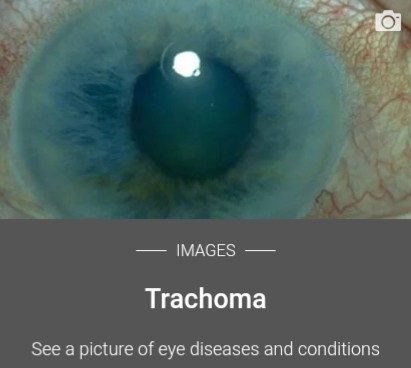 IMAGES
Trachoma
See a picture of eye diseases and conditions